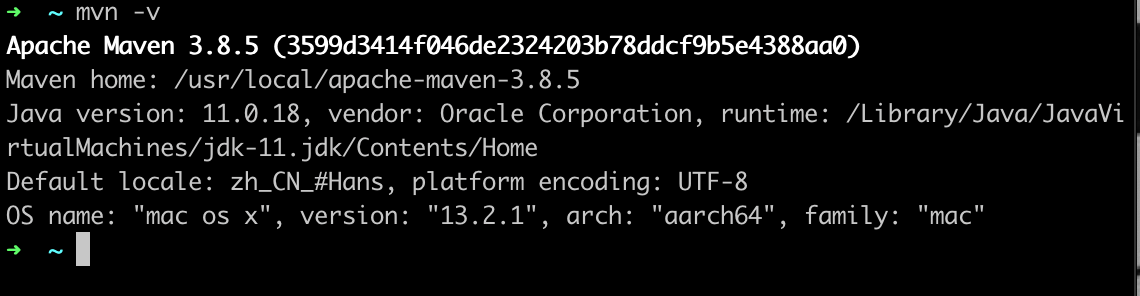 ➜  ~ mvn -v
Apache Maven 3.8.5 (3599d3414f046de2324203b78ddcf9b5e4388aa0)
Maven home: /usr/local/apache-maven-3.8.5
Java version: 11.0.18, vendor: Oracle Corporation, runtime: /Library/Java/JavaVi
rtualMachines/jdk-11.jdk/Contents/Home
Default locale: zh_CN_#Hans, platform encoding: UTF-8
OS name: "mac os x", version: "13.2.1", arch: "aarch64", family: "mac"
➜  ~